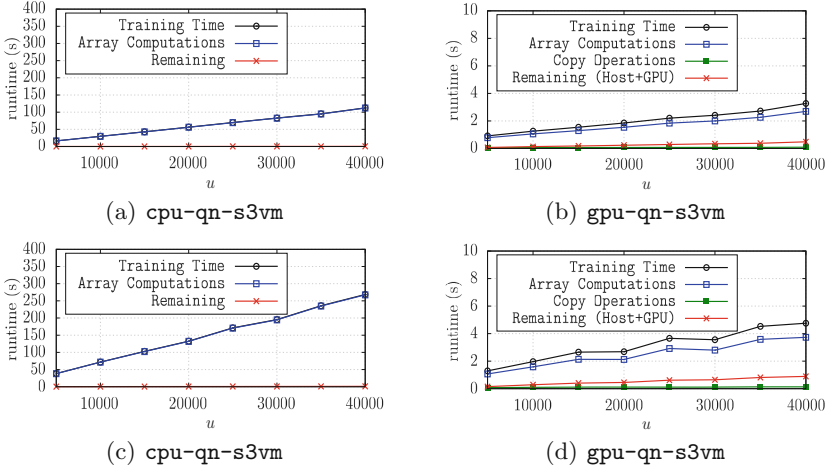 400
350
300
250
200
150
100
50
0
runtime (s)
Training Time
Array Computations
Remaining
10000 20000 30000 40000
u
(a) cpu-qn-s3vm
10
8
6
4
2
0
runtime (s)
Training Time
Array Computations
Copy Operations
Remaining (Host+GPU)
10000 20000 30000 40000
u
(b) gpu-qn-s3vm
400
350
300
250
200
150
100
50
0
runtime (s)
Training Time
Array Computations
Remaining
10000 20000 30000 40000
u
(c) cpu-qn-s3vm
10
8
6
4
2
0
runtime (s)
Training Time
Array Computations
Copy Operations
Remaining (Host+GPU)
10000 20000 30000 40000
u
(d) gpu-qn-s3vm